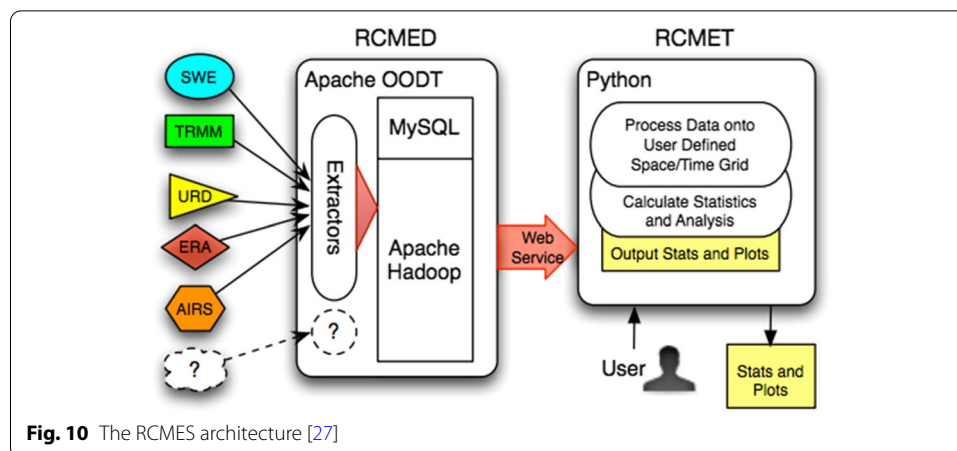 RCMED
RCMET
SWE
TRMM
URD
ERA
AIRS
?
Apache OODT
Extractors
?
MySQL
Apache
Hadoop
Web
Service
Python
Process Data onto
User Defined
Space/Time Grid
Calculate Statistics
and Analysis
Output Stats and Plots
User
Stats and
Plots
Fig. 10 The RCMES architecture [27]